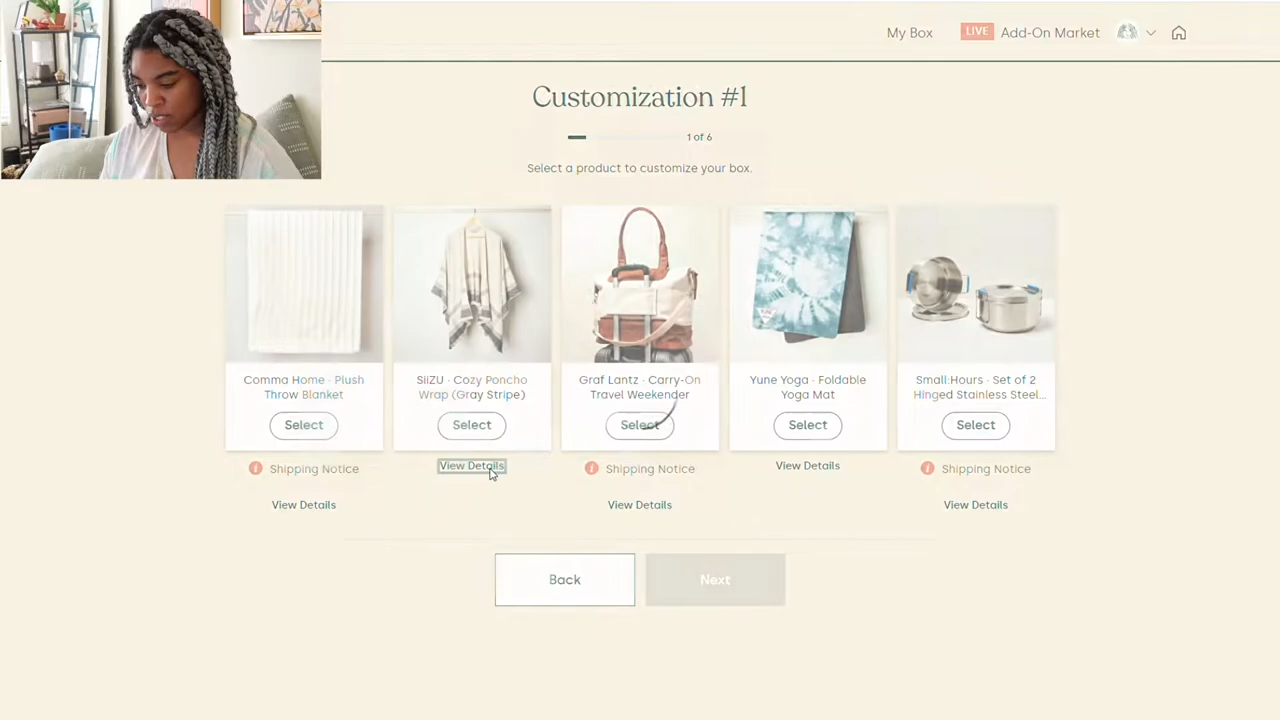 My Box
LIVE Add-On Market
Customization #1
1 of 6
Select a product to customize your box.
Comma Home · Plush
Throw Blanket
Select
Shipping Notice
View Details
SiiZU · Cozy Poncho
Wrap (Gray Stripe)
Select
View Details
Graf Lantz · Carry-On
Travel Weekender
Select
Shipping Notice
View Details
Yune Yoga · Foldable
Yoga Mat
Select
View Details
Small:Hours · Set of 2
Hinged Stainless Steel...
Select
Shipping Notice
View Details
Back
Next